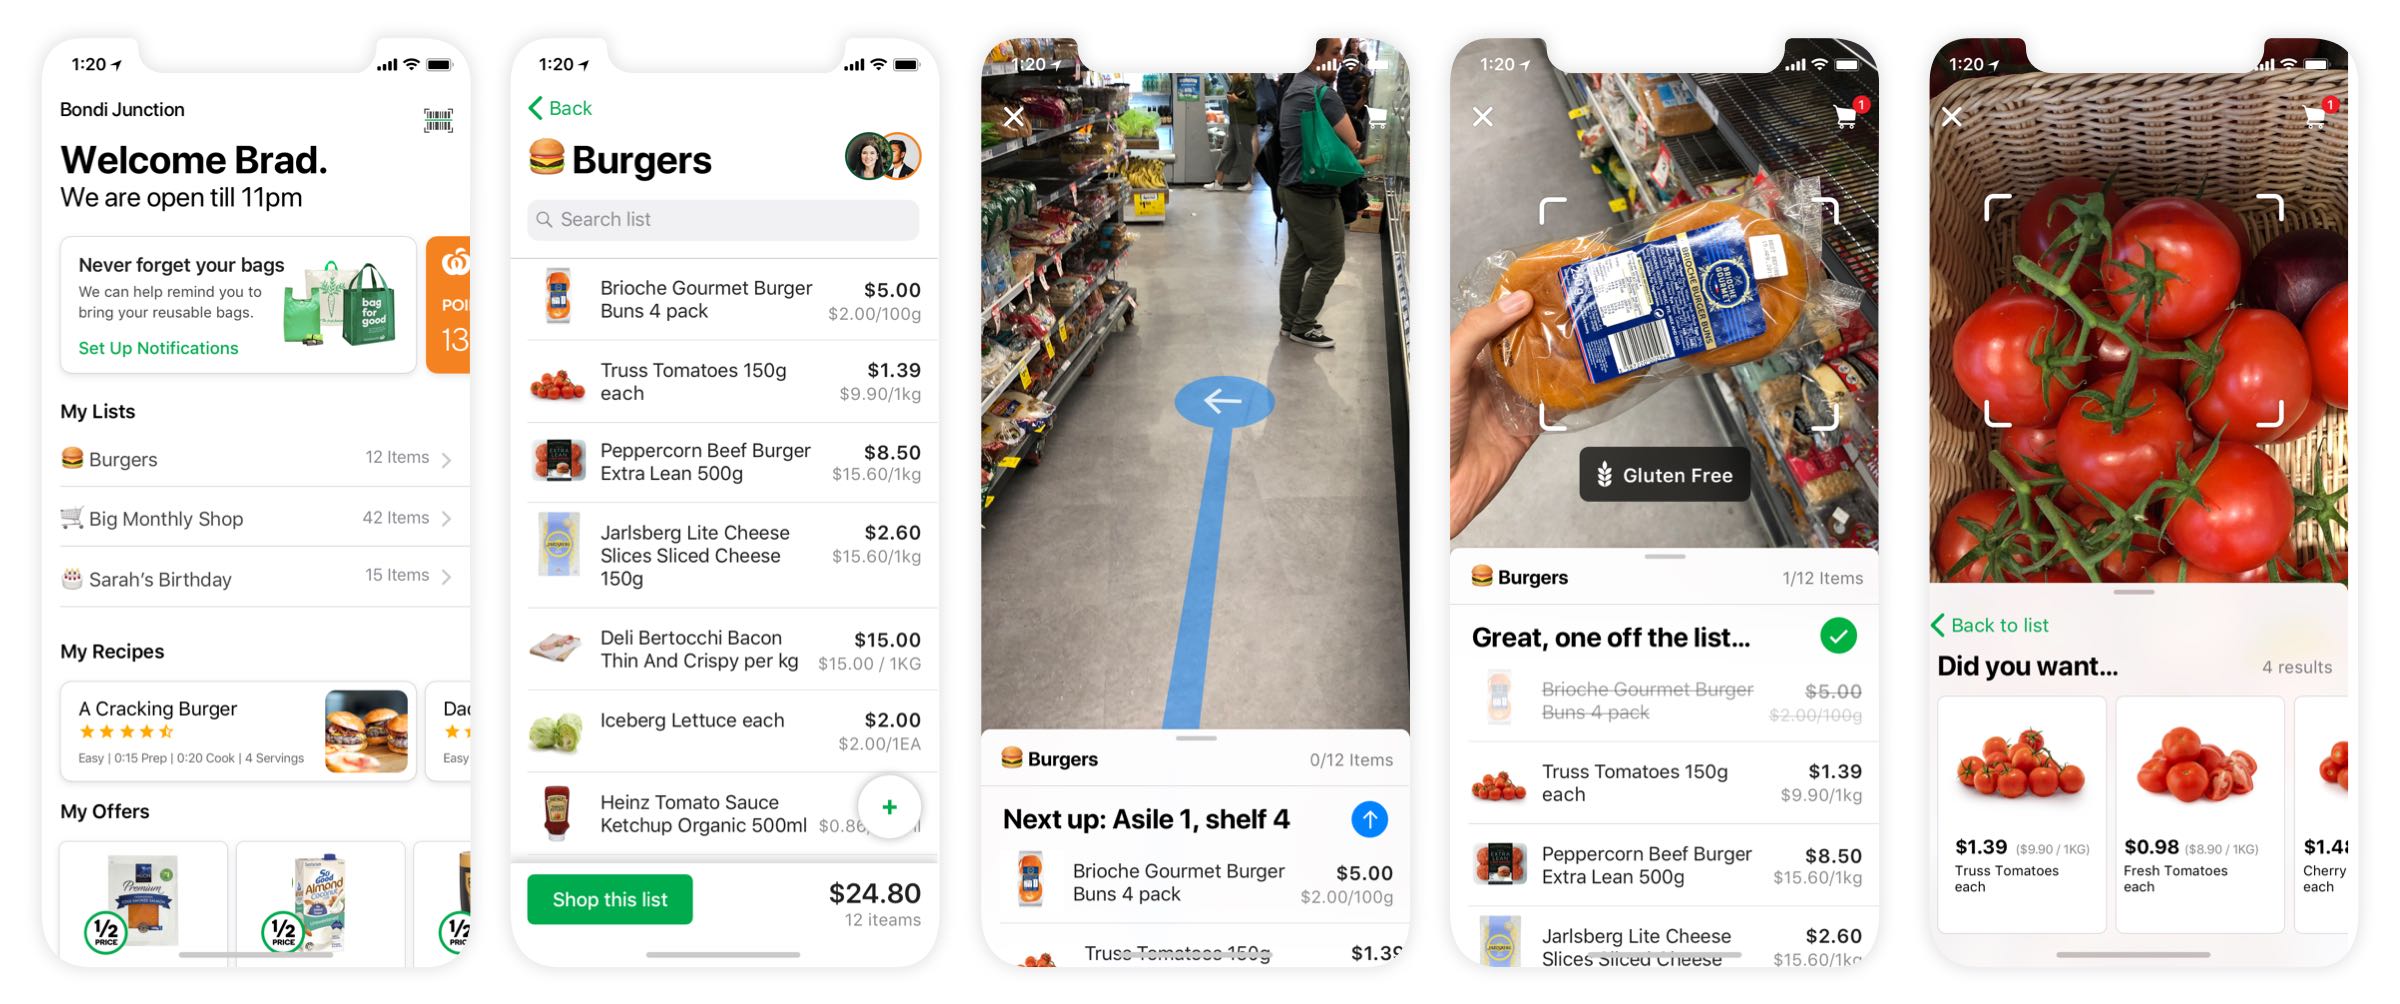 1:20
Bondi Junction
Welcome Brad.
We are open till 11pm
Never forget your bags
We can help remind you to
bring your reusable bags.
Set Up Notifications
bag
for
good
POI
13
My Lists
Burgers 12 Items
Big Monthly Shop 42 Items
Sarah's Birthday 15 Items
My Recipes
A Cracking Burger
Easy | 0:15 Prep | 0:20 Cook | 4 Servings
Dac
Easy
My Offers
Premium
1/2
PRICE
So Good
Almond
Coconut
1/2
PRICE
1/2
PRIC
1:20
Back
Burgers
Search list
Brioche Gourmet Burger $5.00
Buns 4 pack $2.00/100g
Truss Tomatoes 150g $1.39
each $9.90/1kg
Peppercorn Beef Burger $8.50
Extra Lean 500g $15.60/1kg
Jarlsberg Lite Cheese $2.60
Slices Sliced Cheese $15.60/1kg
150g
Deli Bertocchi Bacon $15.00
Thin And Crispy per kg $15.00 / 1KG
Iceberg Lettuce each $2.00
$2.00/1EA
Heinz Tomato Sauce
Ketchup Organic 500ml $0.86
+
Shop this list $24.80
12 iteams
1:20
Burgers 0/12 Items
Next up: Asile 1, shelf 4
Brioche Gourmet Burger $5.00
Buns 4 pack $2.00/100g
Truss Tomatoes 150g $1.39
1:20
1
BRIOCHE
GOURMET
BRIOCHE BURGER BUNS
Gluten Free
Burgers 1/12 Items
Great, one off the list...
Brioche Gourmet Burger $5.00
Buns 4 pack $2.00/100g
Truss Tomatoes 150g $1.39
each $9.90/1kg
Peppercorn Beef Burger $8.50
Extra Lean 500g $15.60/1kg
Jarlsberg Lite Cheese $2.60
Slices Sliced Cheese $15.60/1kg
1:20
1
Back to list
Did you want... 4 results
$1.39 ($9.90 / 1KG)
Truss Tomatoes
each
$0.98 ($8.90 / 1KG)
Fresh Tomatoes
each
$1.48
Cherry
each